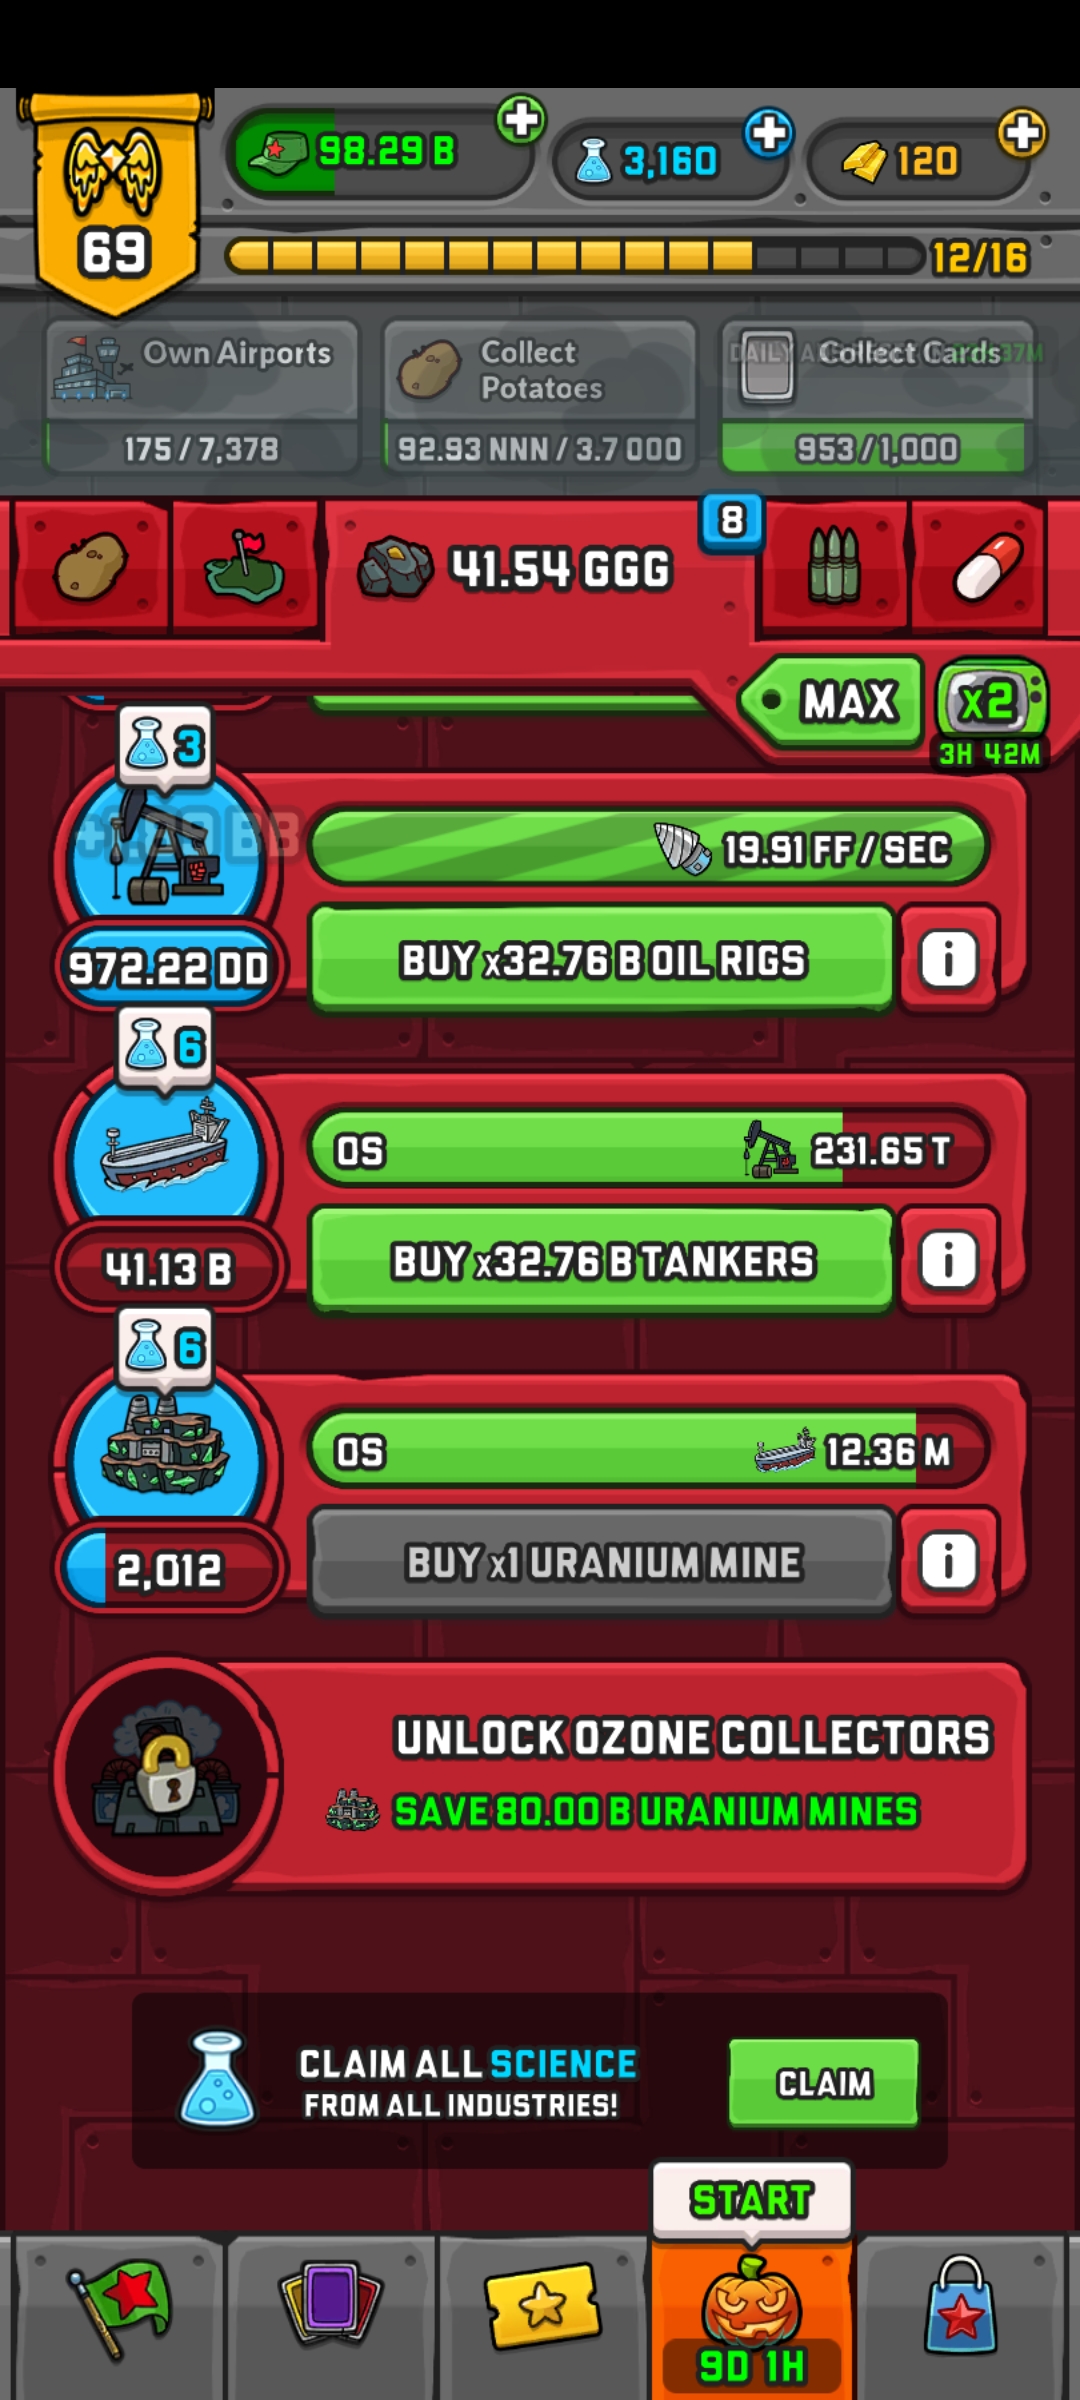 98.29 B
3,160
120
69
12/16
Own Airports
175 / 7,378
Collect
Potatoes
92.93 NNN / 3.7 OOO
Collect Cards
953 / 1,000
41.54 GGG
8
MAX
x2
3H 42M
3
19.91 FF / SEC
972.22 DD
BUY x32.76 B OIL RIGS
i
6
0S
231.65 T
41.13 B
BUY x32.76 B TANKERS
i
6
0S
12.36 M
2,012
BUY x1 URANIUM MINE
i
UNLOCK OZONE COLLECTORS
SAVE 80.00 B URANIUM MINES
CLAIM ALL SCIENCE
FROM ALL INDUSTRIES!
CLAIM
START
9D 1H